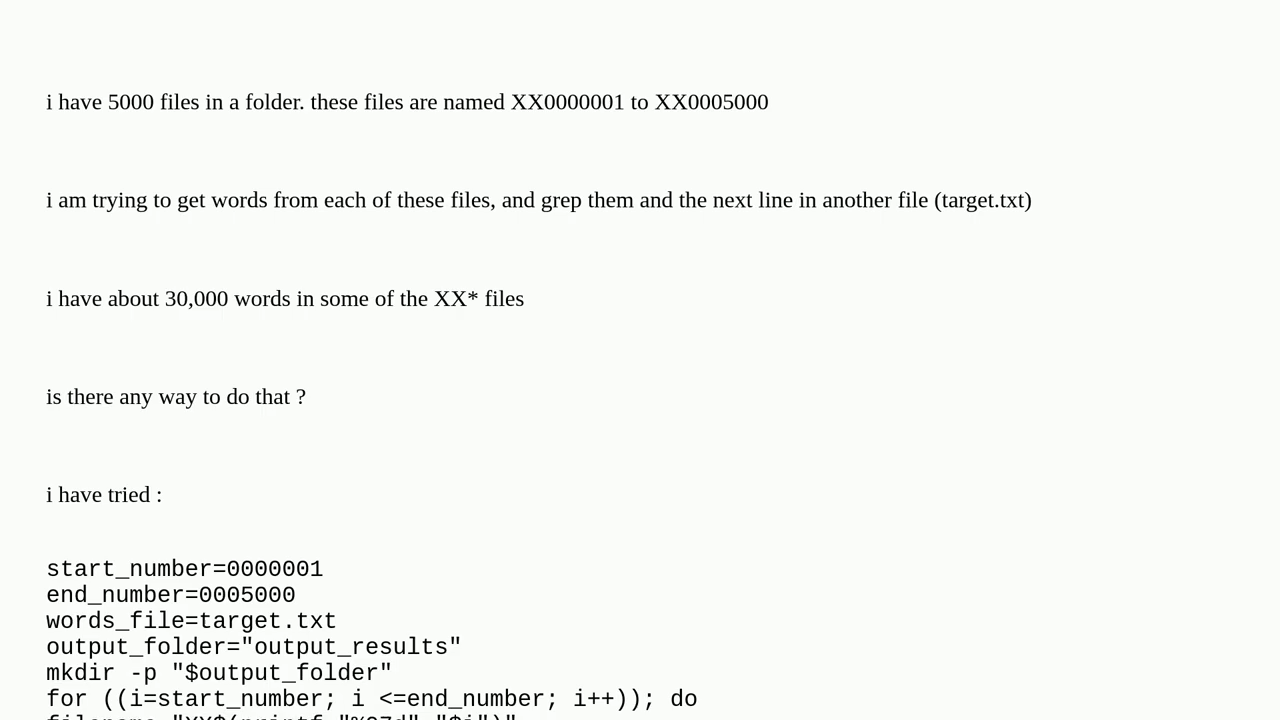 i have 5000 files in a folder. these files are named XX0000001 to XX0005000
i am trying to get words from each of these files, and grep them and the next line in another file (target.txt)
i have about 30,000 words in some of the XX* files
is there any way to do that ?
i have tried :
start_number=0000001
end_number=0005000
words_file=target.txt
output_folder="output_results"
mkdir -p "$output_folder"
for ((i=start_number; i <=end_number; i++)); do